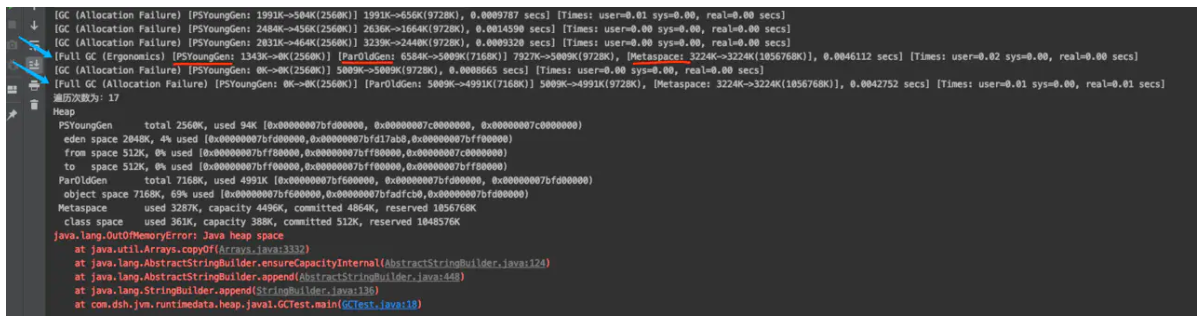 [GC (Allocation Failure) [PSYoungGen: 1991K->504K(2560K)] 1991K->656K(9728K), 0.0009787 secs] [Times: user=0.01 sys=0.00, real=0.00 secs]
[GC (Allocation Failure) [PSYoungGen: 2484K->456K(2560K)] 2636K->1664K(9728K), 0.0014590 secs] [Times: user=0.00 sys=0.00, real=0.00 secs]
[GC (Allocation Failure) [PSYoungGen: 2031K->464K(2560K)] 3239K->2440K(9728K), 0.0009320 secs] [Times: user=0.00 sys=0.00, real=0.00 secs]
[Full GC (Ergonomics) [PSYoungGen: 1343K->0K(2560K)] [ParOldGen: 6584K->5009K(7168K)] 7927K->5009K(9728K), [Metaspace: 3224K->3224K(1056768K)], 0.0046112 secs] [Times: user=0.02 sys=0.00, real=0.00 secs]
[GC (Allocation Failure) [PSYoungGen: 0K->0K(2560K)] 5009K->5009K(9728K), 0.0008665 secs] [Times: user=0.00 sys=0.00, real=0.00 secs]
[Full GC (Allocation Failure) [PSYoungGen: 0K->0K(2560K)] [ParOldGen: 5009K->4991K(7168K)] 5009K->4991K(9728K), [Metaspace: 3224K->3224K(1056768K)], 0.0042752 secs] [Times: user=0.01 sys=0.00, real=0.01 secs]
遍历次数为：17
Heap
PSYoungGen total 2560K, used 94K [0x00000007bfd00000, 0x00000007c0000000, 0x00000007c0000000)
eden space 2048K, 4% used [0x00000007bfd00000,0x00000007bfd17ab8,0x00000007bff00000)
from space 512K, 0% used [0x00000007bff80000,0x00000007bff80000,0x00000007c0000000)
to space 512K, 0% used [0x00000007bff00000,0x00000007bff00000,0x00000007bff80000)
ParOldGen total 7168K, used 4991K [0x00000007bf600000, 0x00000007bfd00000, 0x00000007bfd00000)
object space 7168K, 69% used [0x00000007bf600000,0x00000007bfadfcb0,0x00000007bfd00000)
Metaspace used 3287K, capacity 4496K, committed 4864K, reserved 1056768K
class space used 361K, capacity 388K, committed 512K, reserved 1048576K
java.lang.OutOfMemoryError: Java heap space
at java.util.Arrays.copyOf(Arrays.java:3332)
at java.lang.AbstractStringBuilder.ensureCapacityInternal(AbstractStringBuilder.java:124)
at java.lang.AbstractStringBuilder.append(AbstractStringBuilder.java:448)
at java.lang.StringBuilder.append(StringBuilder.java:136)
at com.dsh.jvm.runtimedata.heap.java1.GCTest.main(GCTest.java:18)